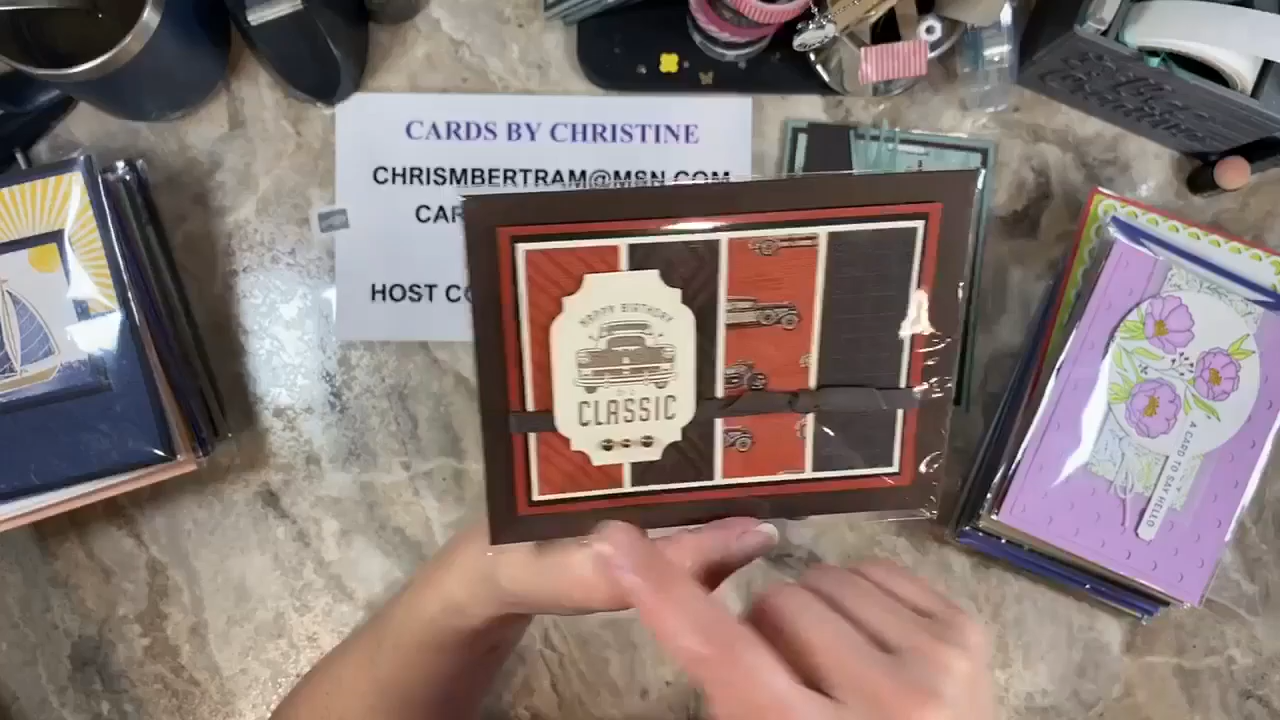 CARDS BY CHRISTINE
CHRISMBERTRAM@MSN.COM
CAR
HOST CO
HAPPY BIRTHDAY
CLASSIC
A CARD TO SAY HELLO